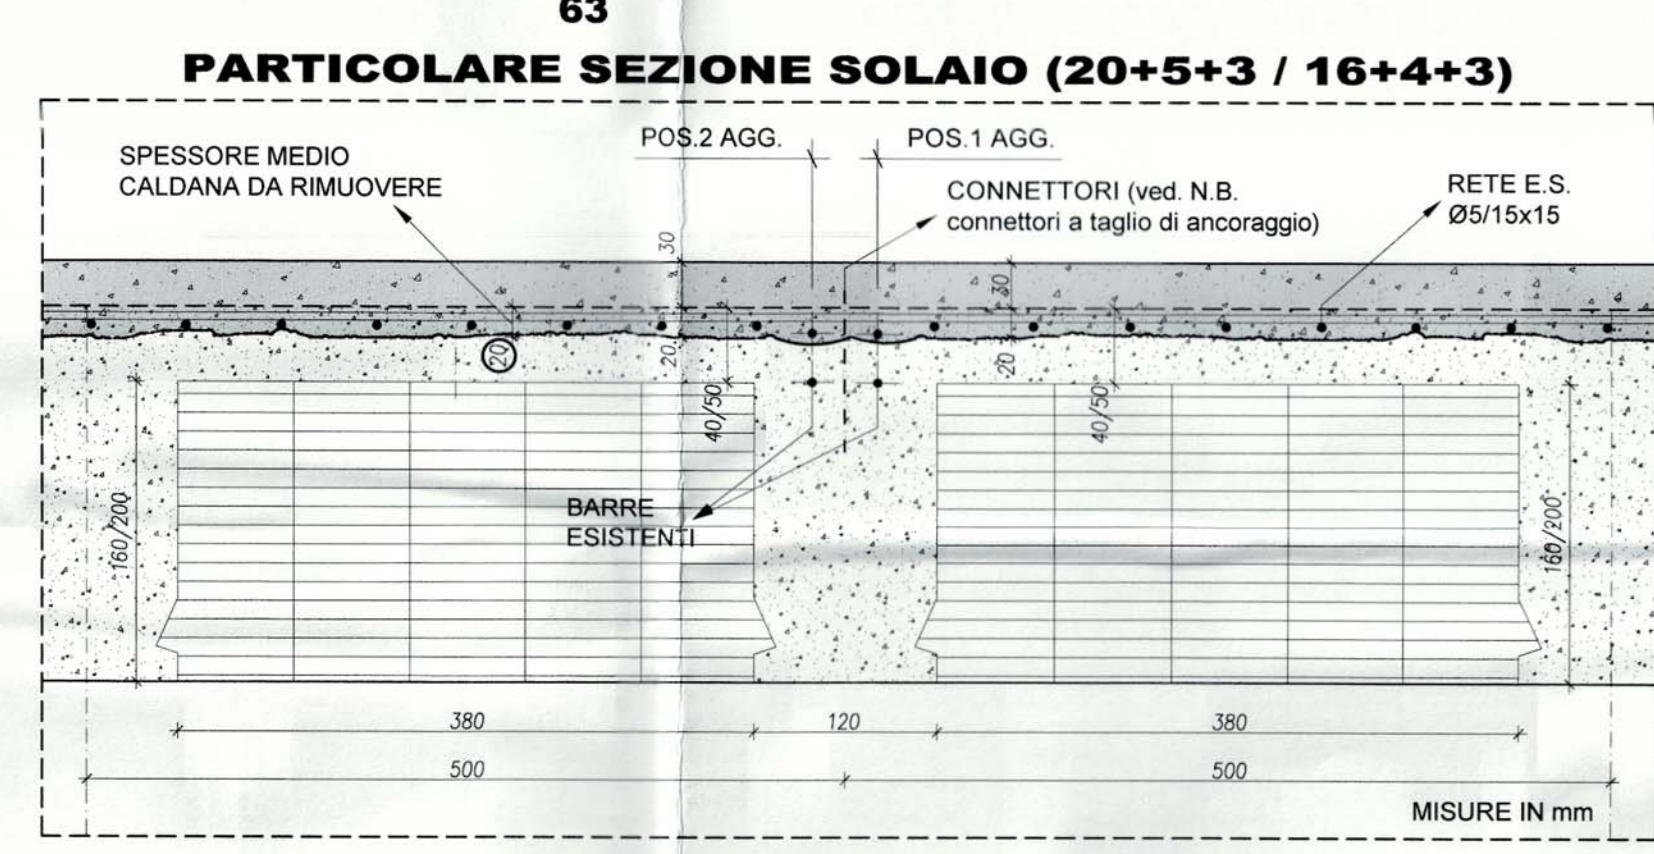 63
PARTICOLARE SEZIONE SOLAIO (20+5+3 / 16+4+3)
POS.2 AGG.
POS.1 AGG.
SPESSORE MEDIO
CALDANA DA RIMUOVERE
CONNETTORI (ved. N.B.
connettori a taglio di ancoraggio)
RETE E.S.
Ø5/15x15
30
30
20
20
20
40/50
40/50
BARRE
ESISTENTI
160/200
160/200
380
120
380
500
500
MISURE IN mm